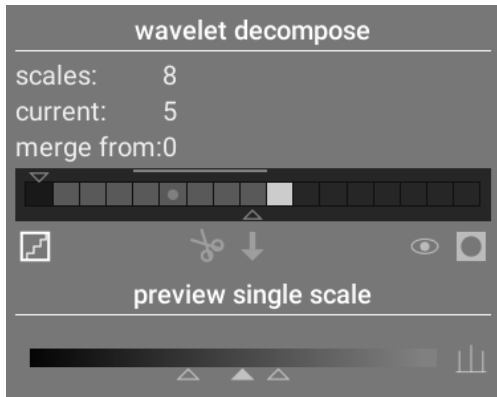 wavelet decompose
scales: 8
current: 5
merge from:0
preview single scale